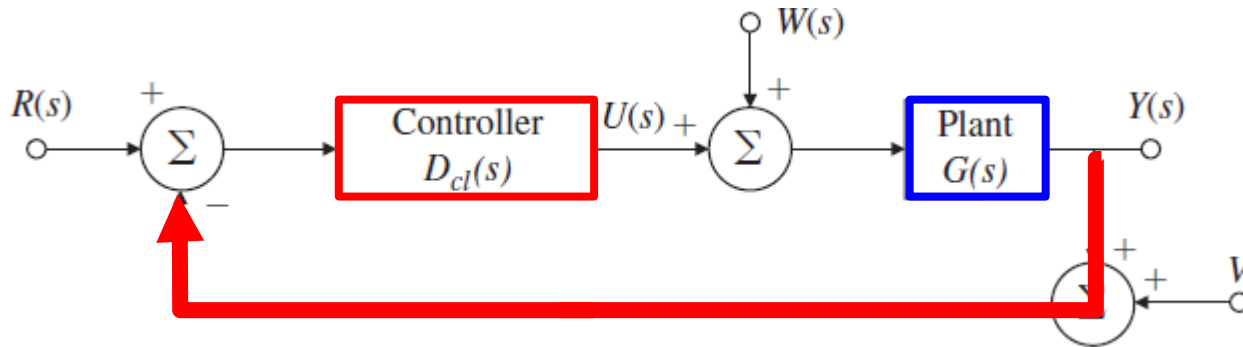 W(s)
+
R(s)
+
Σ
Controller
D_cl(s)
U(s)
+
Σ
Plant
G(s)
Y(s)
−
+
+
Σ
V